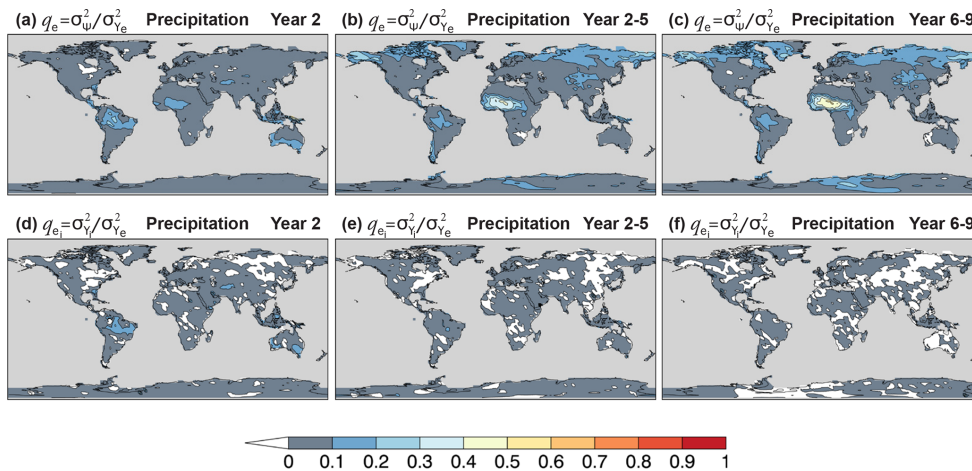 (a) qₑ=σ²_Ψ/σ²_Yₑ Precipitation Year 2
(b) qₑ=σ²_Ψ/σ²_Yₑ Precipitation Year 2-5
(c) qₑ=σ²_Ψ/σ²_Yₑ Precipitation Year 6-9
(d) q_eᵢ=σ²_Yᵢ/σ²_Yₑ Precipitation Year 2
(e) q_eᵢ=σ²_Yᵢ/σ²_Yₑ Precipitation Year 2-5
(f) q_eᵢ=σ²_Yᵢ/σ²_Yₑ Precipitation Year 6-9
0 0.1 0.2 0.3 0.4 0.5 0.6 0.7 0.8 0.9 1